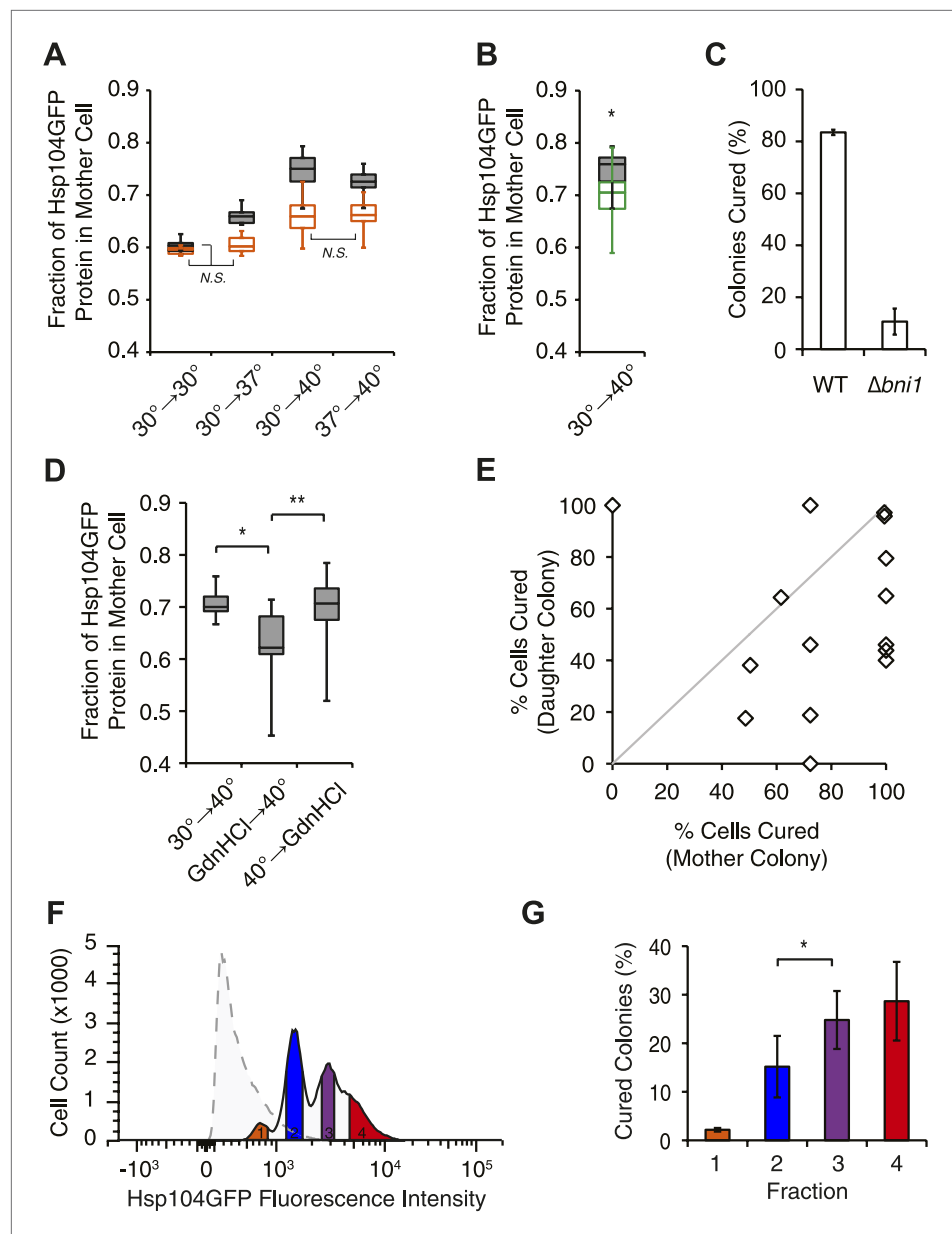 A
Fraction of Hsp104GFP
Protein in Mother Cell
0.9
0.8
0.7
0.6
0.5
0.4
N.S.
N.S.
30°→30°
30°→37°
30°→40°
37°→40°
B
Fraction of Hsp104GFP
Protein in Mother Cell
0.9
0.8
0.7
0.6
0.5
0.4
*
30°→40°
C
Colonies Cured (%)
100
80
60
40
20
0
WT
Δbni1
D
Fraction of Hsp104GFP
Protein in Mother Cell
0.9
0.8
0.7
0.6
0.5
0.4
*
**
30°→40°
GdnHCl→40°
40°→GdnHCl
E
% Cells Cured
(Daughter Colony)
100
80
60
40
20
0
0 20 40 60 80 100
% Cells Cured
(Mother Colony)
F
Cell Count (x1000)
5
4
3
2
1
0
1 2 3 4
-10³ 0 10³ 10⁴ 10⁵
Hsp104GFP Fluorescence Intensity
G
Cured Colonies (%)
40
30
20
10
0
*
1 2 3 4
Fraction